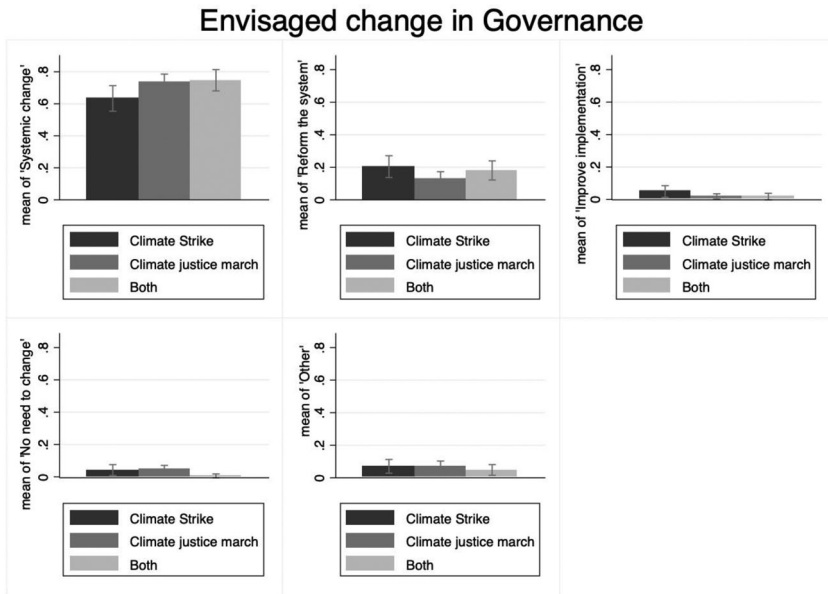 Envisaged change in Governance
mean of 'Systemic change'
.8
.6
.4
.2
0
Climate Strike
Climate justice march
Both
mean of 'Reform the system'
.8
.6
.4
.2
0
Climate Strike
Climate justice march
Both
mean of 'Improve implementation'
.8
.6
.4
.2
0
Climate Strike
Climate justice march
Both
mean of 'No need to change'
.8
.6
.4
.2
0
Climate Strike
Climate justice march
Both
mean of 'Other'
.8
.6
.4
.2
0
Climate Strike
Climate justice march
Both